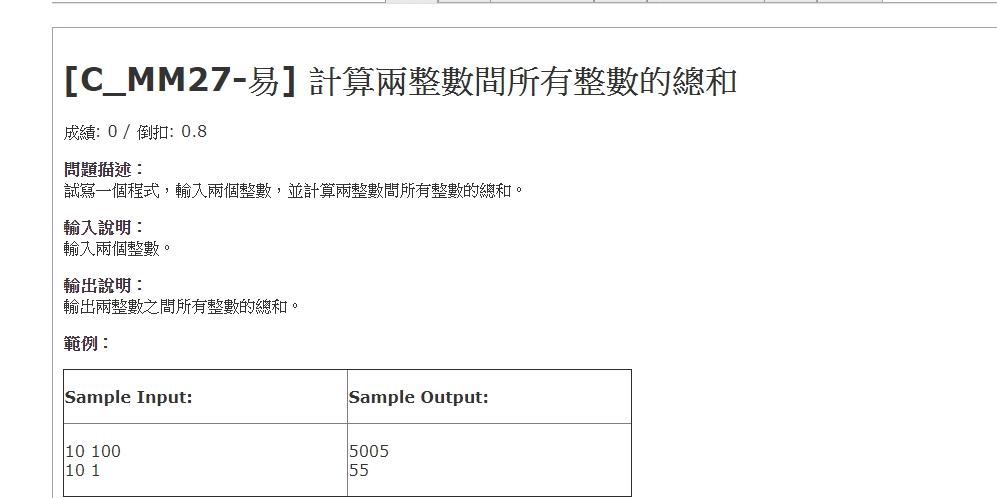 [C_MM27-易] 計算兩整數間所有整數的總和
成績: 0 / 倒扣: 0.8
問題描述：
試寫一個程式，輸入兩個整數，並計算兩整數間所有整數的總和。
輸入說明：
輸入兩個整數。
輸出說明：
輸出兩整數之間所有整數的總和。
範例：
Sample Input: Sample Output:
10 100 5005
10 1 55